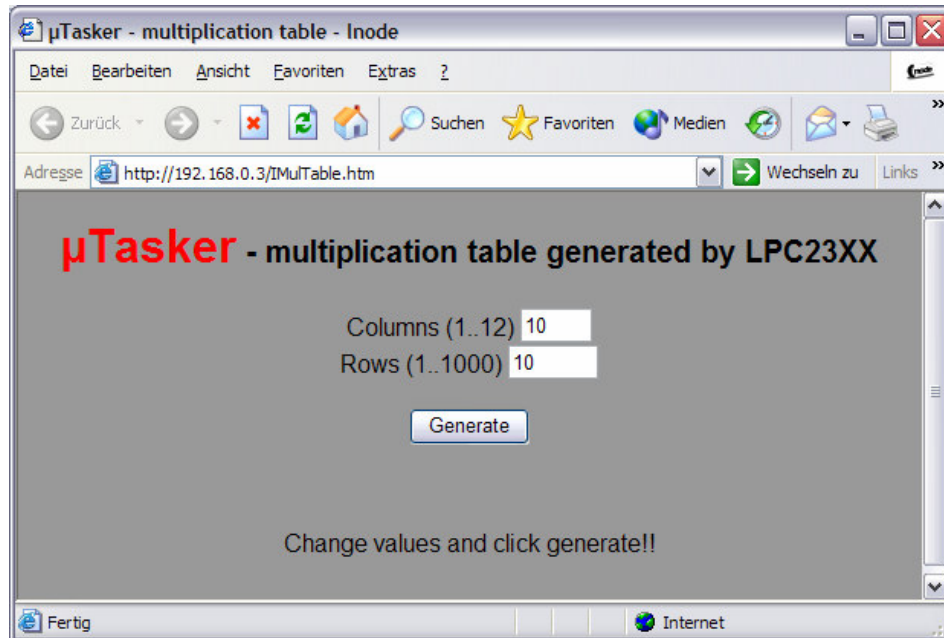 µTasker - multiplication table - Inode
Datei Bearbeiten Ansicht Favoriten Extras ?
Zurück Suchen Favoriten Medien »
Adresse http://192.168.0.3/IMulTable.htm Wechseln zu Links »
µTasker - multiplication table generated by LPC23XX
Columns (1..12) 10
Rows (1..1000) 10
Generate
Change values and click generate!!
Fertig Internet